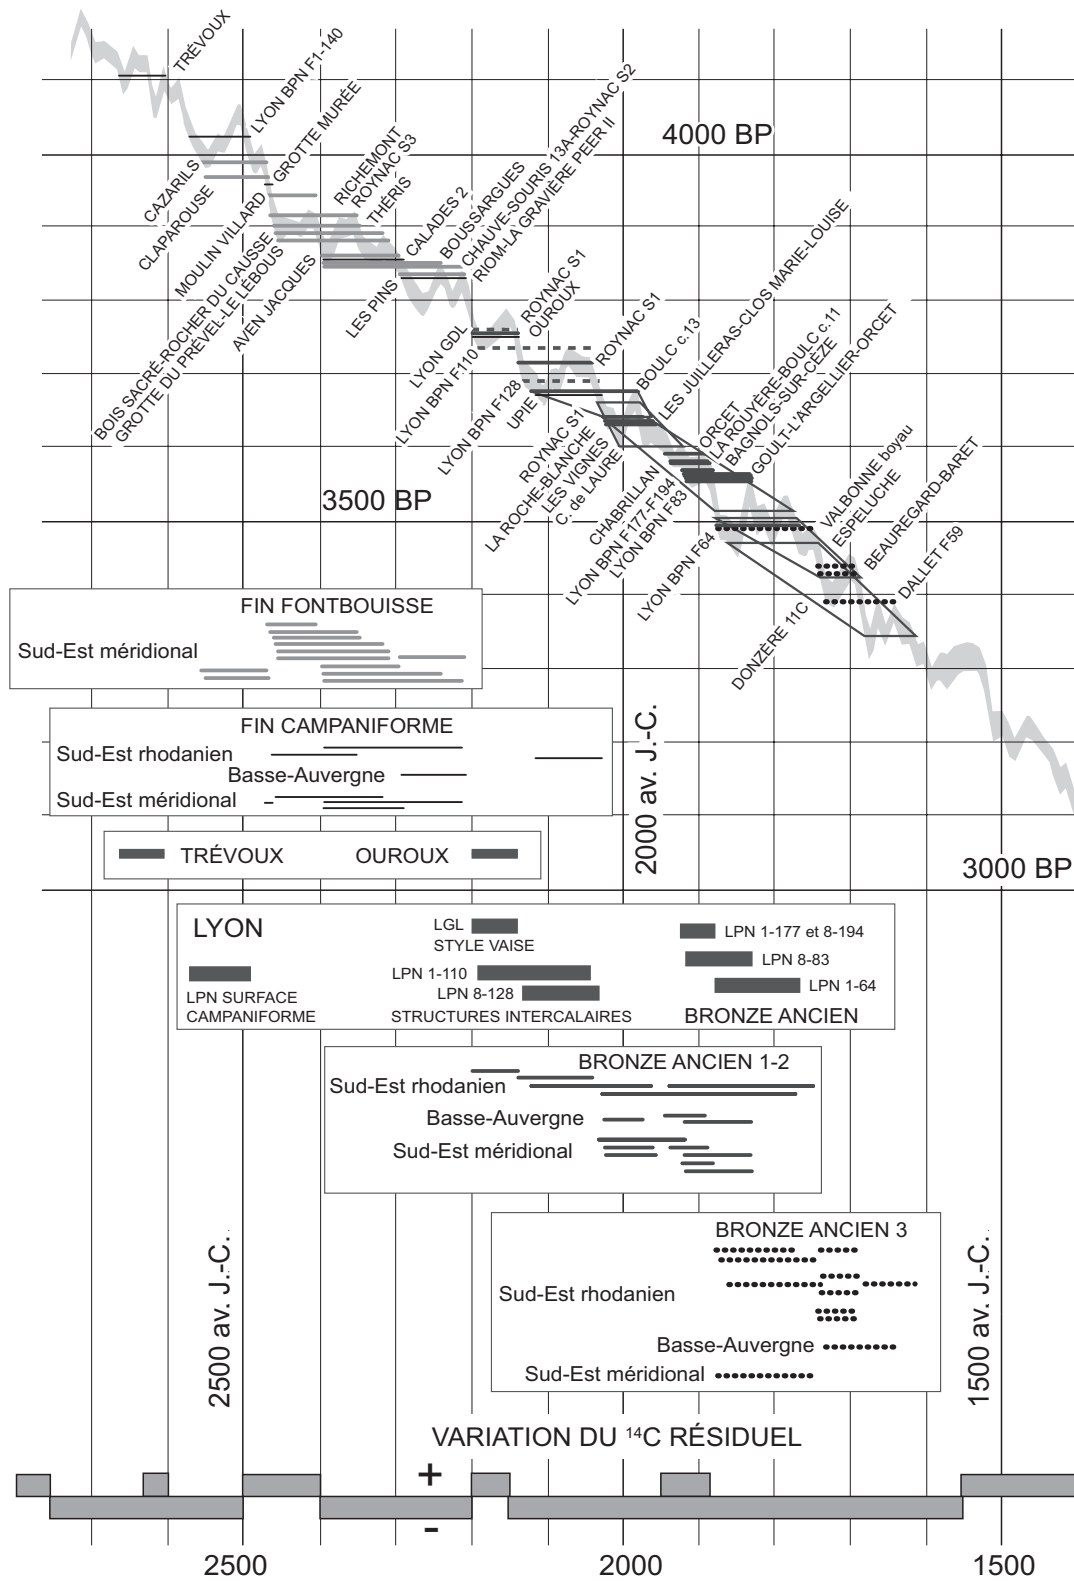 TRÉVOUX
LYON BPN F1-140
GROTTE MURÉE
4000 BP
CAZARILS
CLAPAROUSE
MOULIN VILLARD
RICHEMONT
ROYNAC S3
THÉRIS
CALADES 2
BOUSSARGUES
CHAUVE-SOURIS 13A-ROYNAC S2
RIOM-LA GRAVIÈRE PEER II
BOIS SACRÉ-ROCHER DU CAUSSE
GROTTE DU PRÉVEL-LE LÉBOUS
AVEN JACQUES
LES PINS
LYON GDL
ROYNAC S1
OUROUX
LYON BPN F110
ROYNAC S1
LYON BPN F128
UPIE
BOULC c.13
LES JUILLERAS-CLOS MARIE-LOUISE
ROYNAC S1
LA ROCHE-BLANCHE
LES VIGNES
C. de LAURE
ORCET
LA ROUYÈRE-BOULC c.11
BAGNOLS-SUR-CÈZE
GOULT-LARGELLIER-ORCET
CHABRILLAN
LYON BPN F177-F194
LYON BPN F83
LYON BPN F64
3500 BP
VALBONNE boyau
ESPELUCHE
BEAUREGARD-BARET
DALLET F59
DONZÈRE 11C
FIN FONTBOUISSE
Sud-Est méridional
FIN CAMPANIFORME
Sud-Est rhodanien
Basse-Auvergne
Sud-Est méridional
2000 av. J.-C.
TRÉVOUX OUROUX
3000 BP
LYON
LGL
STYLE VAISE
LPN 1-177 et 8-194
LPN 8-83
LPN 1-110
LPN 8-128
LPN 1-64
LPN SURFACE
CAMPANIFORME
STRUCTURES INTERCALAIRES
BRONZE ANCIEN
BRONZE ANCIEN 1-2
Sud-Est rhodanien
Basse-Auvergne
Sud-Est méridional
BRONZE ANCIEN 3
Sud-Est rhodanien
Basse-Auvergne
Sud-Est méridional
2500 av. J.-C.
1500 av. J.-C.
VARIATION DU ¹⁴C RÉSIDUEL
+
-
2500 2000 1500